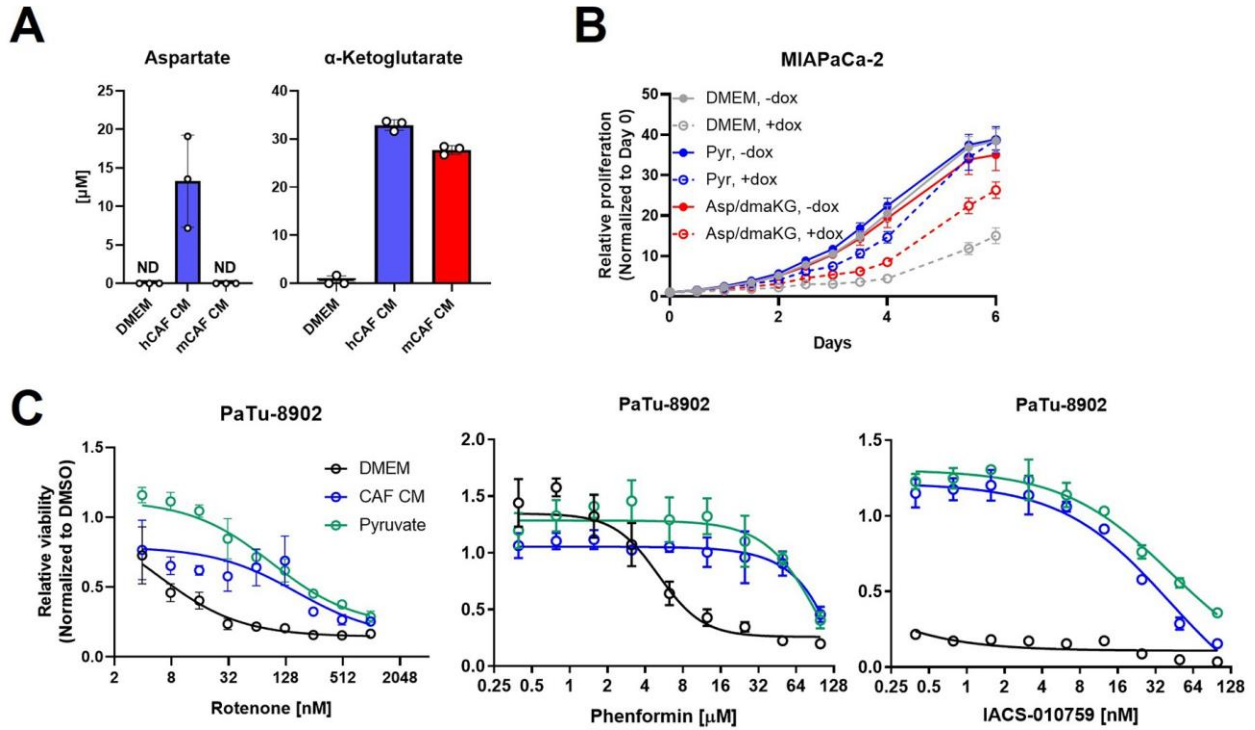 A
Aspartate
[μM]
25
20
15
10
5
0
ND
ND
DMEM
hCAF CM
mCAF CM
α-Ketoglutarate
40
30
20
10
0
DMEM
hCAF CM
mCAF CM
B
MIAPaCa-2
Relative proliferation
(Normalized to Day 0)
50
40
30
20
10
0
DMEM, -dox
DMEM, +dox
Pyr, -dox
Pyr, +dox
Asp/dmaKG, -dox
Asp/dmaKG, +dox
0
2
4
6
Days
C
PaTu-8902
Relative viability
(Normalized to DMSO)
1.5
1.0
0.5
0.0
DMEM
CAF CM
Pyruvate
2
8
32
128
512
2048
Rotenone [nM]
PaTu-8902
2.0
1.5
1.0
0.5
0.0
0.25
0.5
1
2
4
8
16
32
64
128
Phenformin [μM]
PaTu-8902
1.5
1.0
0.5
0.0
0.25
0.5
1
2
4
8
16
32
64
128
IACS-010759 [nM]